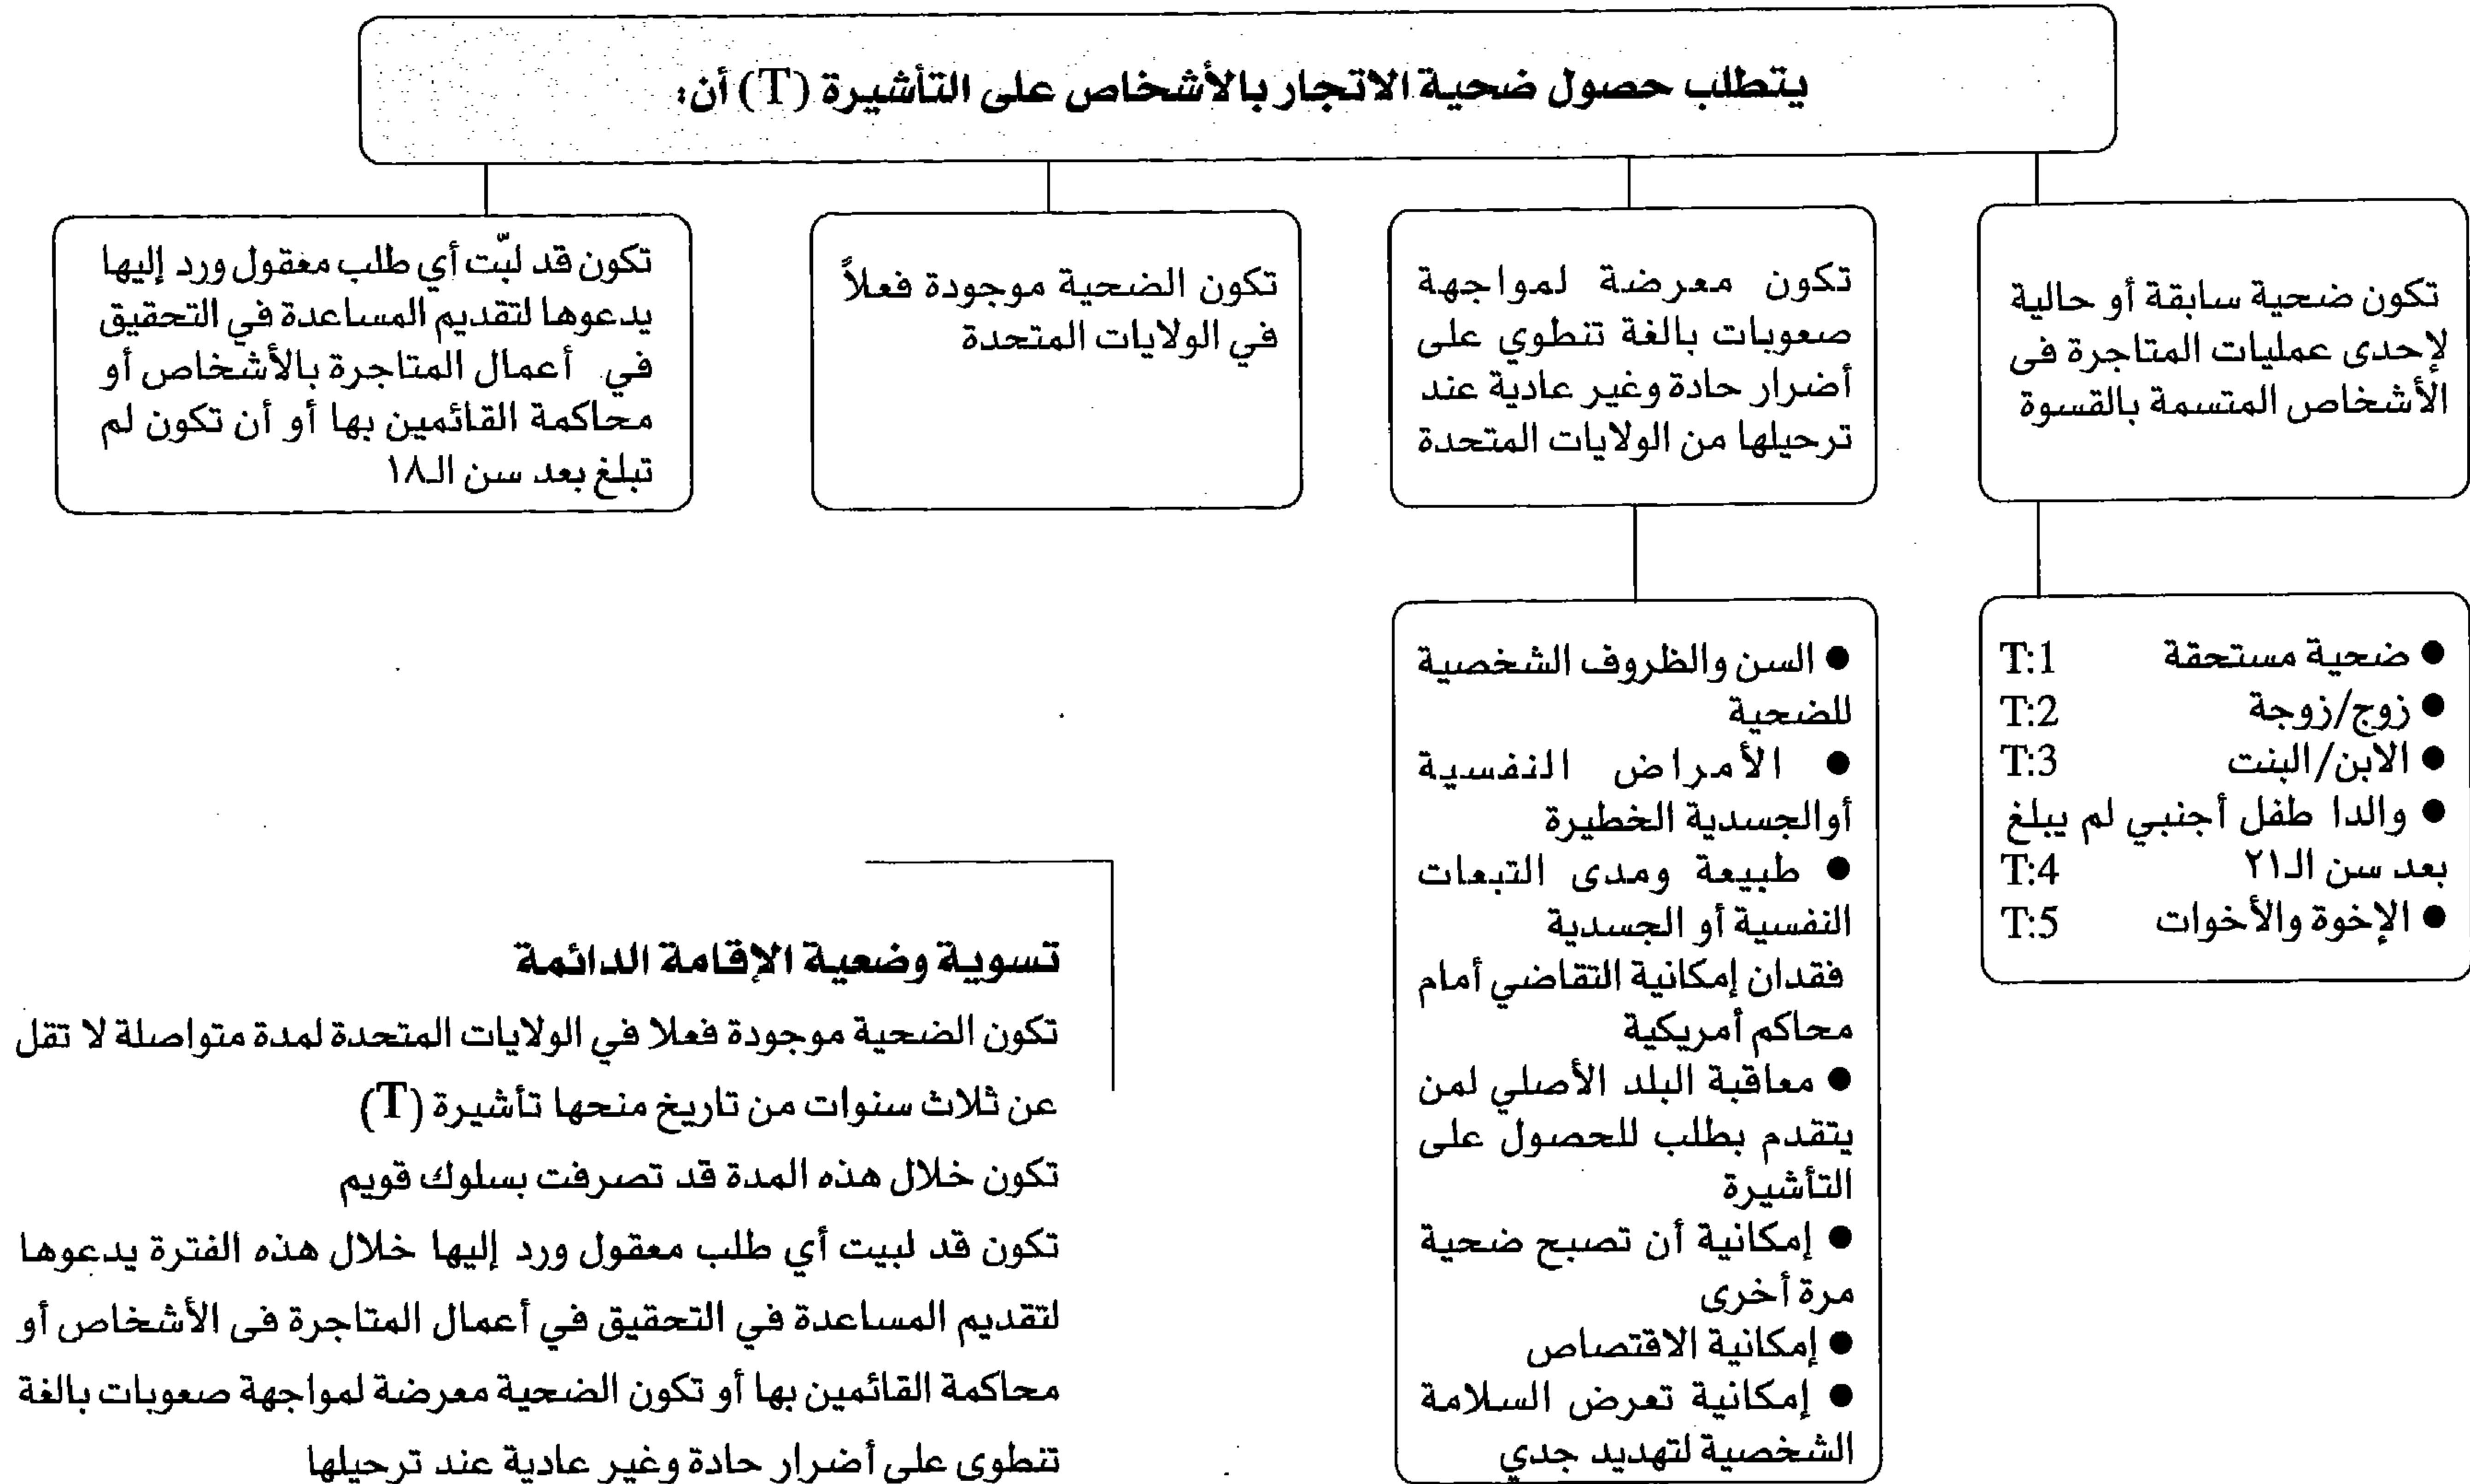 يتطلب حصول ضحية الاتجار بالأشخاص على التأشيرة (T) أن:
تكون ضحية سابقة أو حالية
لإحدى عمليات المتاجرة فى
الأشخاص المتسمة بالقسوة
تكون معرضة لمواجهة
صعوبات بالغة تنطوي على
أضرار حادة وغير عادية عند
ترحيلها من الولايات المتحدة
تكون الضحية موجودة فعلاً
في الولايات المتحدة
تكون قد لبّت أي طلب معقول ورد إليها
يدعوها لتقديم المساعدة في التحقيق
في أعمال المتاجرة بالأشخاص أو
محاكمة القائمين بها أو أن تكون لم
تبلغ بعد سن الـ١٨
● ضحية مستحقة T:1
● زوج/زوجة T:2
● الابن/البنت T:3
● والدا طفل أجنبي لم يبلغ
بعد سن الـ٢١ T:4
● الإخوة والأخوات T:5
● السن والظروف الشخصية
للضحية
● الأمراض النفسية
أوالجسدية الخطيرة
● طبيعة ومدى التبعات
النفسية أو الجسدية
فقدان إمكانية التقاضي أمام
محاكم أمريكية
● معاقبة البلد الأصلي لمن
يتقدم بطلب للحصول على
التأشيرة
● إمكانية أن تصبح ضحية
مرة أخرى
● إمكانية الاقتصاص
● إمكانية تعرض السلامة
الشخصية لتهديد جدي
تسوية وضعية الإقامة الدائمة
تكون الضحية موجودة فعلا في الولايات المتحدة لمدة متواصلة لا تقل
عن ثلاث سنوات من تاريخ منحها تأشيرة (T)
تكون خلال هذه المدة قد تصرفت بسلوك قويم
تكون قد لبيت أي طلب معقول ورد إليها خلال هذه الفترة يدعوها
لتقديم المساعدة في التحقيق في أعمال المتاجرة فى الأشخاص أو
محاكمة القائمين بها أو تكون الضحية معرضة لمواجهة صعوبات بالغة
تنطوى على أضرار حادة وغير عادية عند ترحيلها